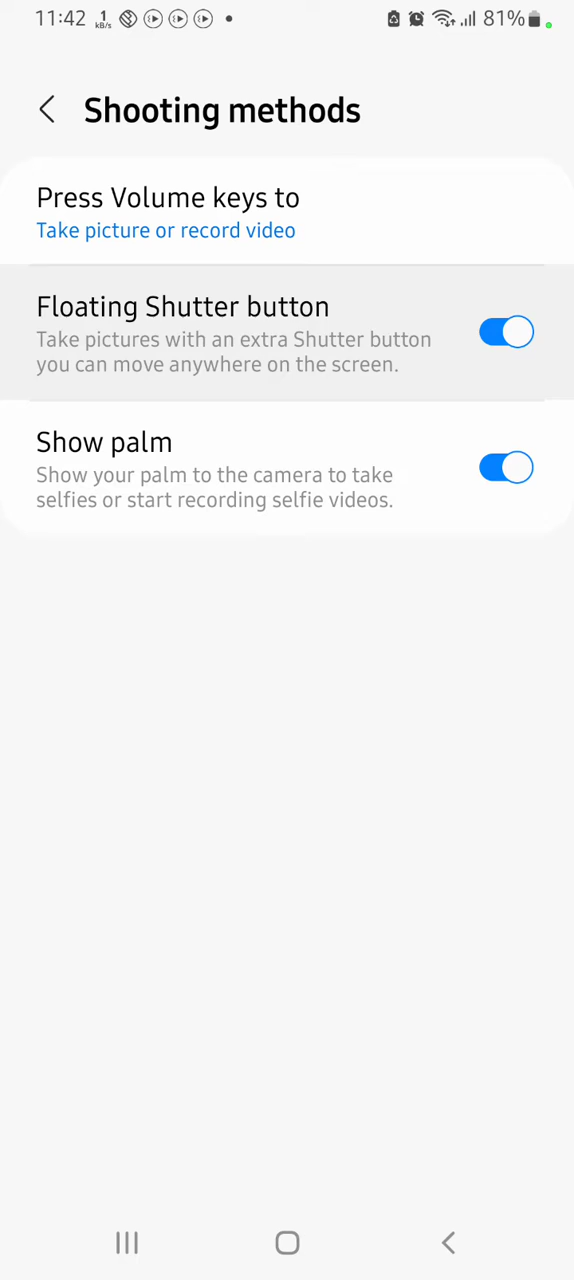 11:42 1 kB/s 81%
Shooting methods
Press Volume keys to
Take picture or record video
Floating Shutter button
Take pictures with an extra Shutter button
you can move anywhere on the screen.
Show palm
Show your palm to the camera to take
selfies or start recording selfie videos.